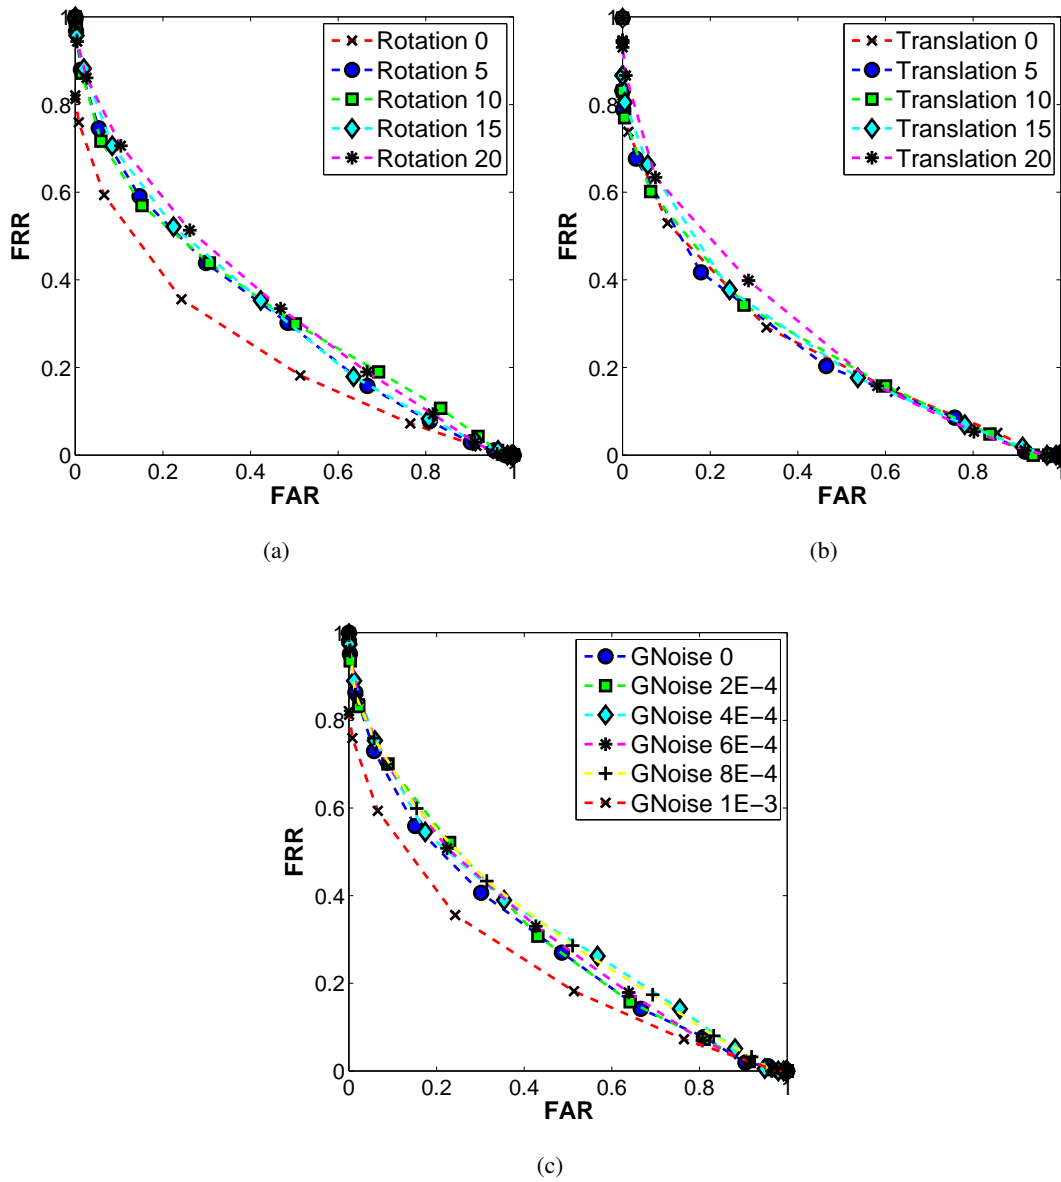 1
Rotation 0
Rotation 5
Rotation 10
Rotation 15
Rotation 20
0.8
0.6
0.4
0.2
0
FRR
0 0.2 0.4 0.6 0.8 1
FAR
(a)
1
Translation 0
Translation 5
Translation 10
Translation 15
Translation 20
0.8
0.6
0.4
0.2
0
FRR
0 0.2 0.4 0.6 0.8 1
FAR
(b)
1
GNoise 0
GNoise 2E−4
GNoise 4E−4
GNoise 6E−4
GNoise 8E−4
GNoise 1E−3
0.8
0.6
0.4
0.2
0
FRR
0 0.2 0.4 0.6 0.8 1
FAR
(c)